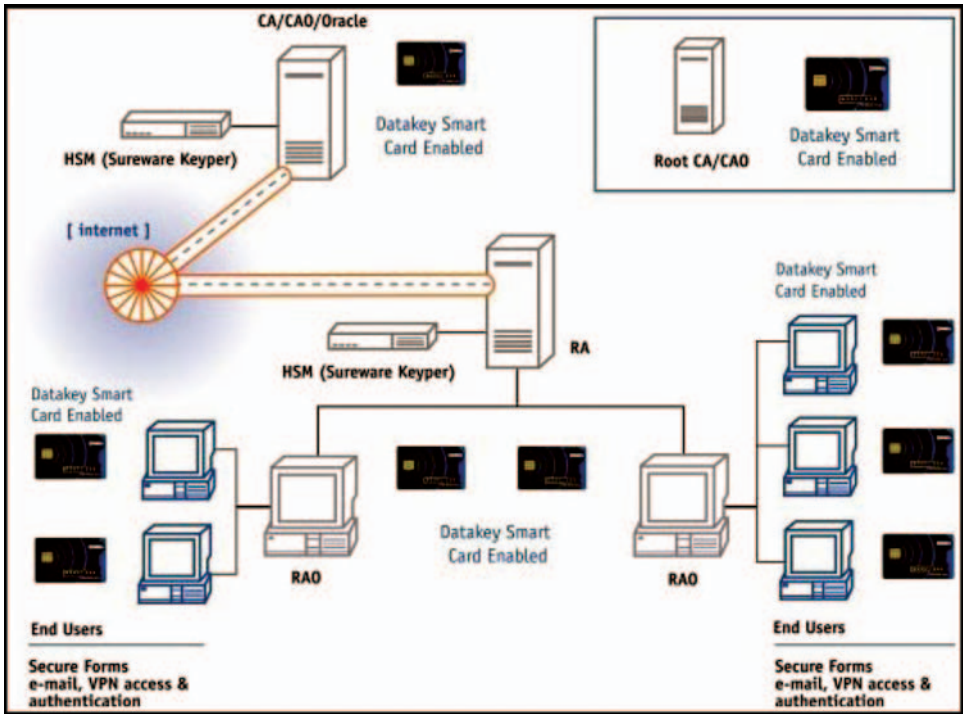 CA/CAO/Oracle
Datakey Smart
Card Enabled
HSM (Sureware Keyper)
Root CA/CAO
Datakey Smart
Card Enabled
[ internet ]
RA
HSM (Sureware Keyper)
Datakey Smart
Card Enabled
Datakey Smart
Card Enabled
Datakey Smart
Card Enabled
RAO
RAO
End Users
Secure Forms
e-mail, VPN access &
authentication
End Users
Secure Forms
e-mail, VPN access &
authentication